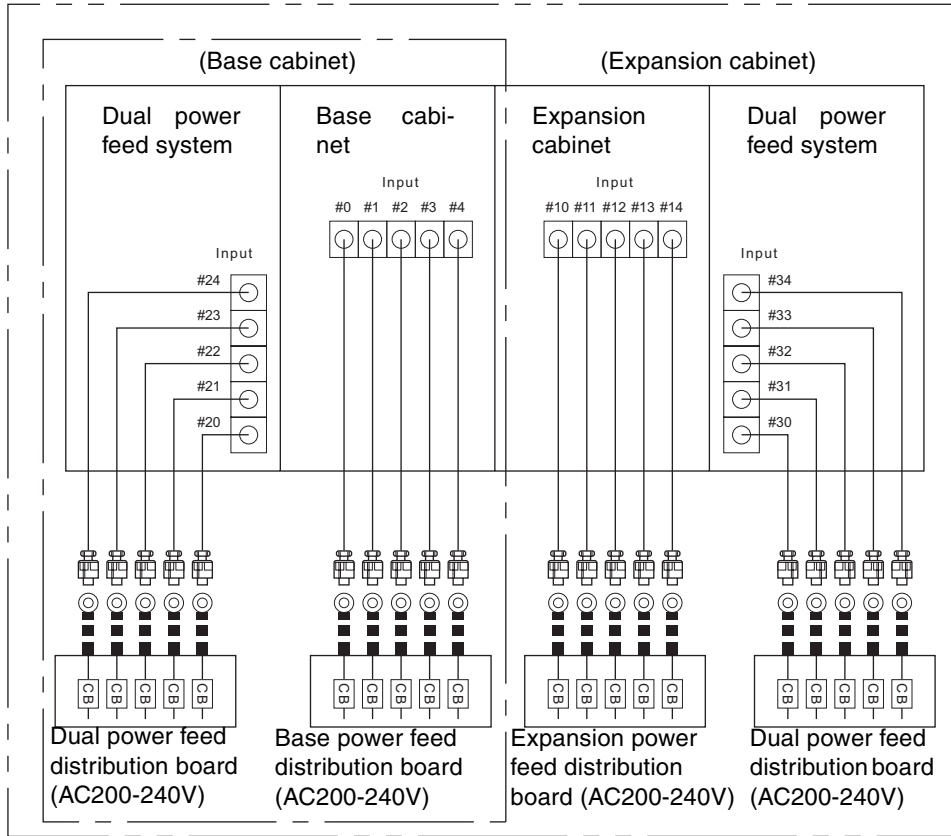 (Base cabinet)
(Expansion cabinet)
Dual power
feed system
Base cabi-
net
Expansion
cabinet
Dual power
feed system
Input
#0 #1 #2 #3 #4
Input
#10 #11 #12 #13 #14
Input
#24
#23
#22
#21
#20
Input
#34
#33
#32
#31
#30
CB CB CB CB CB
CB CB CB CB CB
CB CB CB CB CB
CB CB CB CB CB
Dual power feed
distribution board
(AC200-240V)
Base power feed
distribution board
(AC200-240V)
Expansion power
feed distribution
board (AC200-240V)
Dual power feed
distribution board
(AC200-240V)